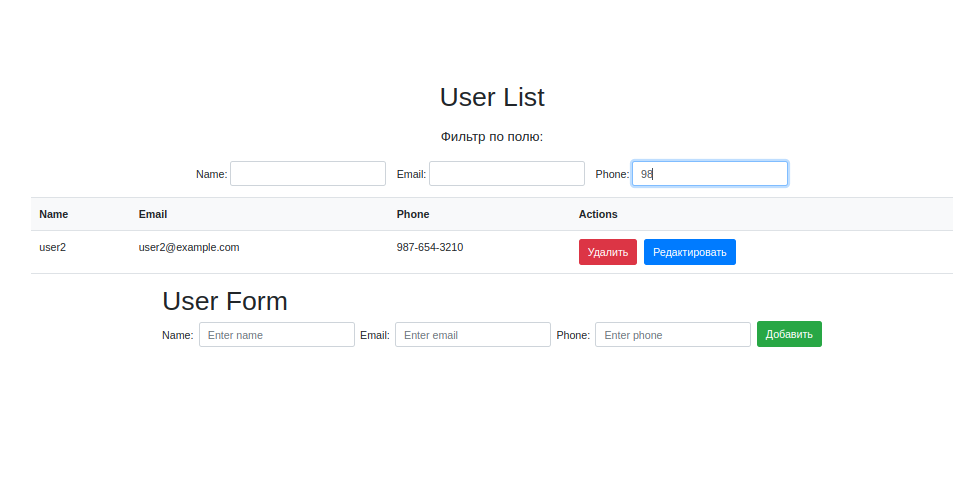 User List
Фильтр по полю:
Name: Email: Phone: 98
Name Email Phone Actions
user2 user2@example.com 987-654-3210 Удалить Редактировать
User Form
Name: Enter name Email: Enter email Phone: Enter phone Добавить